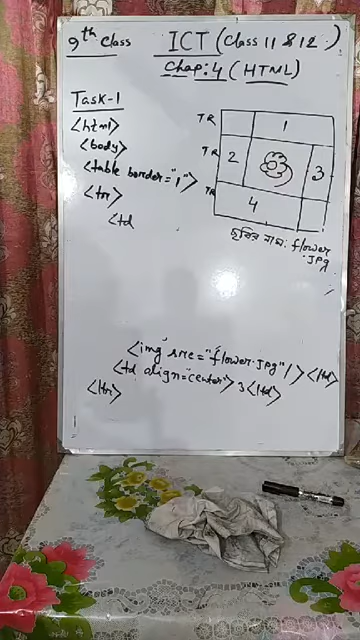 9th Class ICT (Class 11 & 12)
Chap: 4 (HTML)
Task-1
<html>
<body>
<table border="1">
<tr>
<td
TR
1
TR
2
3
TR
4
ছবির নাম: flower
.jpg
<img src="flower.jpg"/></td>
<td align="center">3</td>
</tr>